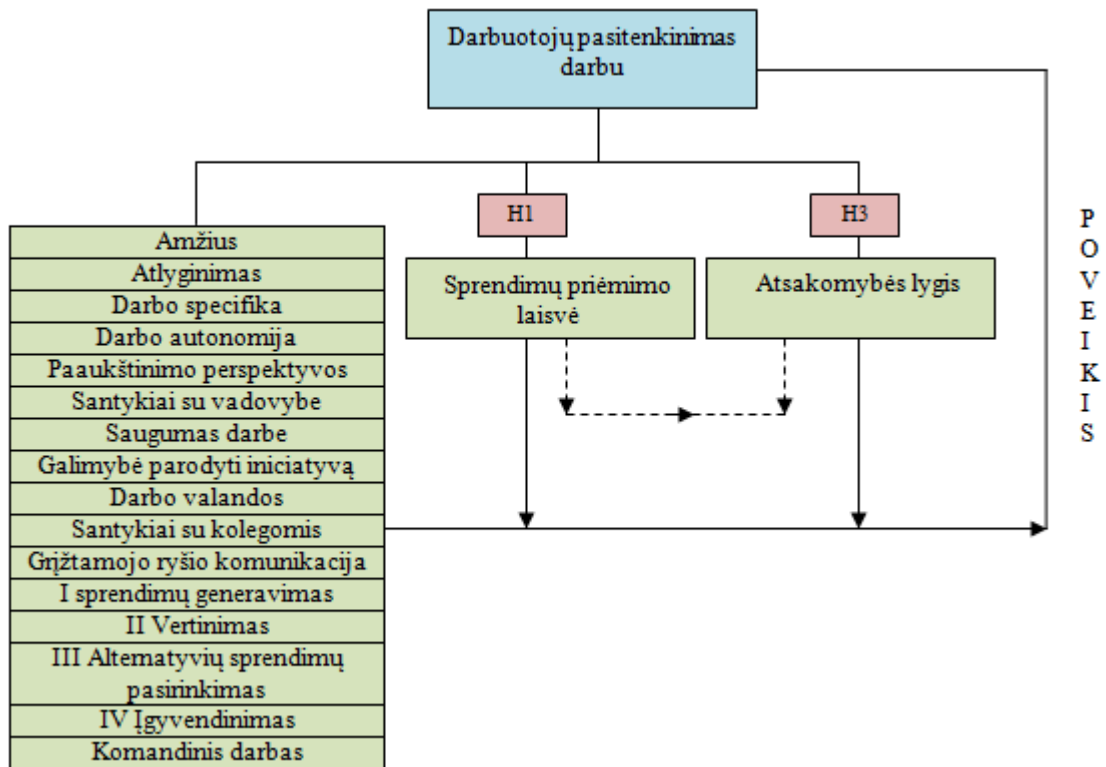 Darbuotojų pasitenkinimas
darbu
H1
H3
Sprendimų priėmimo
laisvė
Atsakomybės lygis
Amžius
Atlyginimas
Darbo specifika
Darbo autonomija
Paaukštinimo perspektyvos
Santykiai su vadovybe
Saugumas darbe
Galimybė parodyti iniciatyvą
Darbo valandos
Santykiai su kolegomis
Grįžtamojo ryšio komunikacija
I sprendimų generavimas
II Vertinimas
III Alternatyvių sprendimų
pasirinkimas
IV Įgyvendinimas
Komandinis darbas
P
O
V
E
I
K
I
S